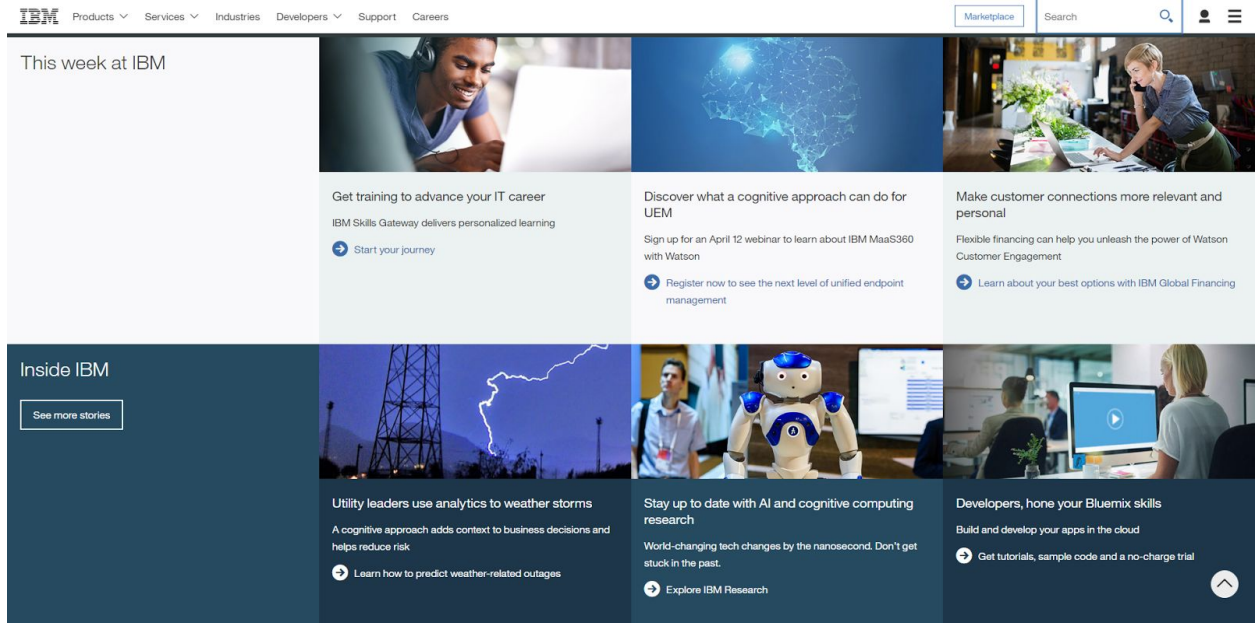 IBM Products Services Industries Developers Support Careers Marketplace Search
This week at IBM
Get training to advance your IT career
IBM Skills Gateway delivers personalized learning
Start your journey
Discover what a cognitive approach can do for
UEM
Sign up for an April 12 webinar to learn about IBM MaaS360
with Watson
Register now to see the next level of unified endpoint
management
Make customer connections more relevant and
personal
Flexible financing can help you unleash the power of Watson
Customer Engagement
Learn about your best options with IBM Global Financing
Inside IBM
See more stories
Utility leaders use analytics to weather storms
A cognitive approach adds context to business decisions and
helps reduce risk
Learn how to predict weather-related outages
Stay up to date with AI and cognitive computing
research
World-changing tech changes by the nanosecond. Don't get
stuck in the past.
Explore IBM Research
Developers, hone your Bluemix skills
Build and develop your apps in the cloud
Get tutorials, sample code and a no-charge trial